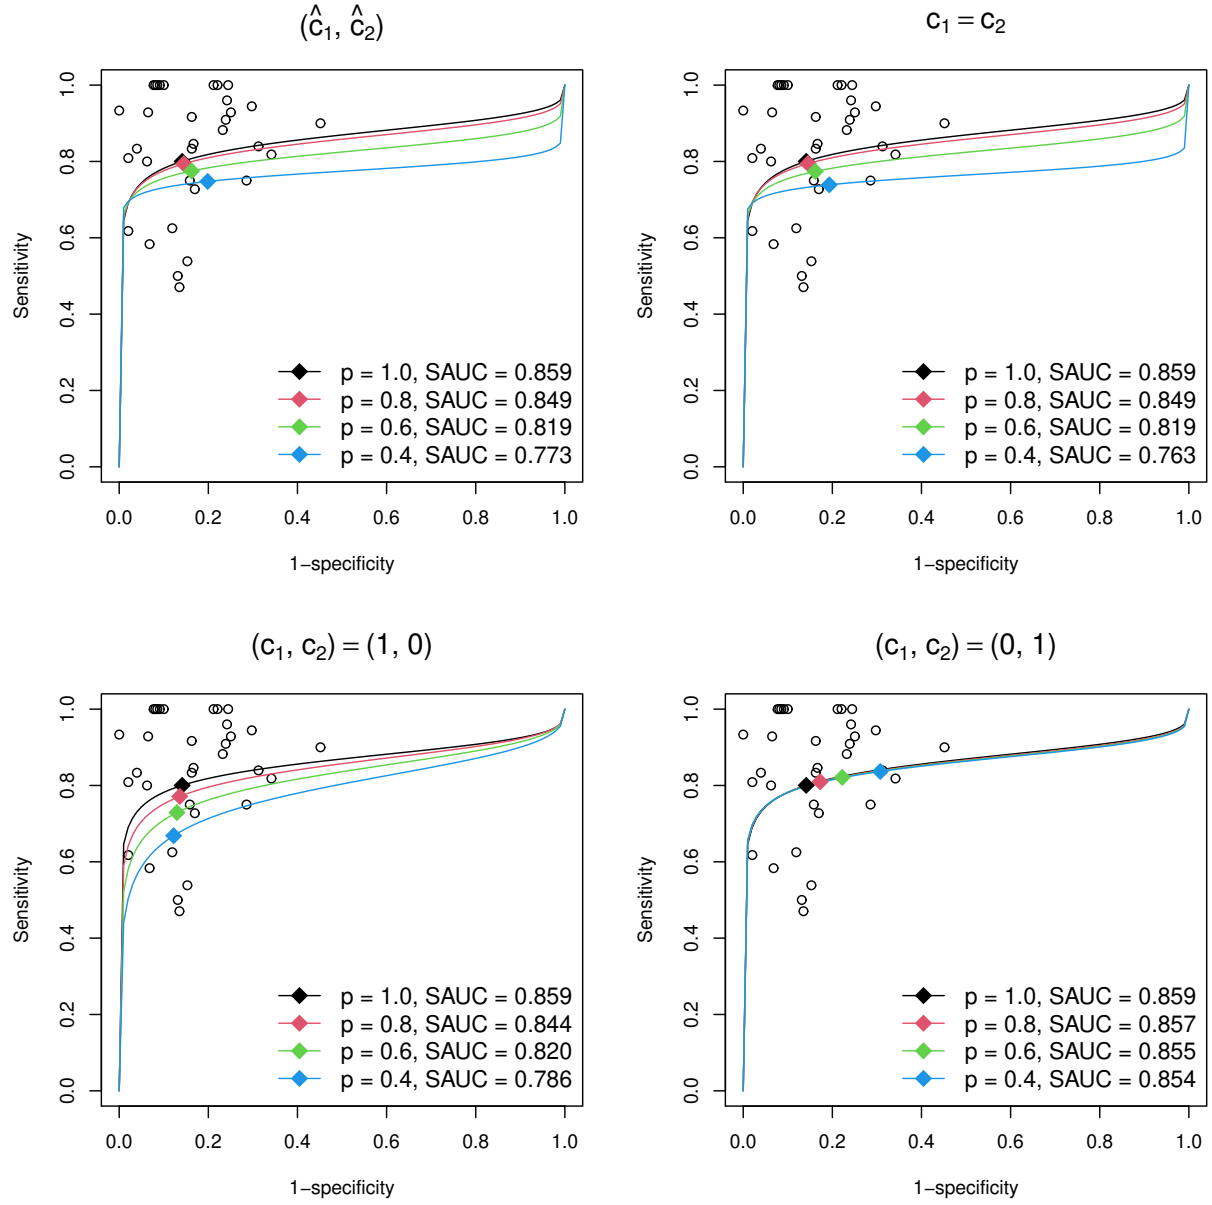 (ĉ₁, ĉ₂)
Sensitivity
1.0
0.8
0.6
0.4
0.2
0.0
p = 1.0, SAUC = 0.859
p = 0.8, SAUC = 0.849
p = 0.6, SAUC = 0.819
p = 0.4, SAUC = 0.773
0.0 0.2 0.4 0.6 0.8 1.0
1−specificity
c₁ = c₂
Sensitivity
1.0
0.8
0.6
0.4
0.2
0.0
p = 1.0, SAUC = 0.859
p = 0.8, SAUC = 0.849
p = 0.6, SAUC = 0.819
p = 0.4, SAUC = 0.763
0.0 0.2 0.4 0.6 0.8 1.0
1−specificity
(c₁, c₂) = (1, 0)
Sensitivity
1.0
0.8
0.6
0.4
0.2
0.0
p = 1.0, SAUC = 0.859
p = 0.8, SAUC = 0.844
p = 0.6, SAUC = 0.820
p = 0.4, SAUC = 0.786
0.0 0.2 0.4 0.6 0.8 1.0
1−specificity
(c₁, c₂) = (0, 1)
Sensitivity
1.0
0.8
0.6
0.4
0.2
0.0
p = 1.0, SAUC = 0.859
p = 0.8, SAUC = 0.857
p = 0.6, SAUC = 0.855
p = 0.4, SAUC = 0.854
0.0 0.2 0.4 0.6 0.8 1.0
1−specificity